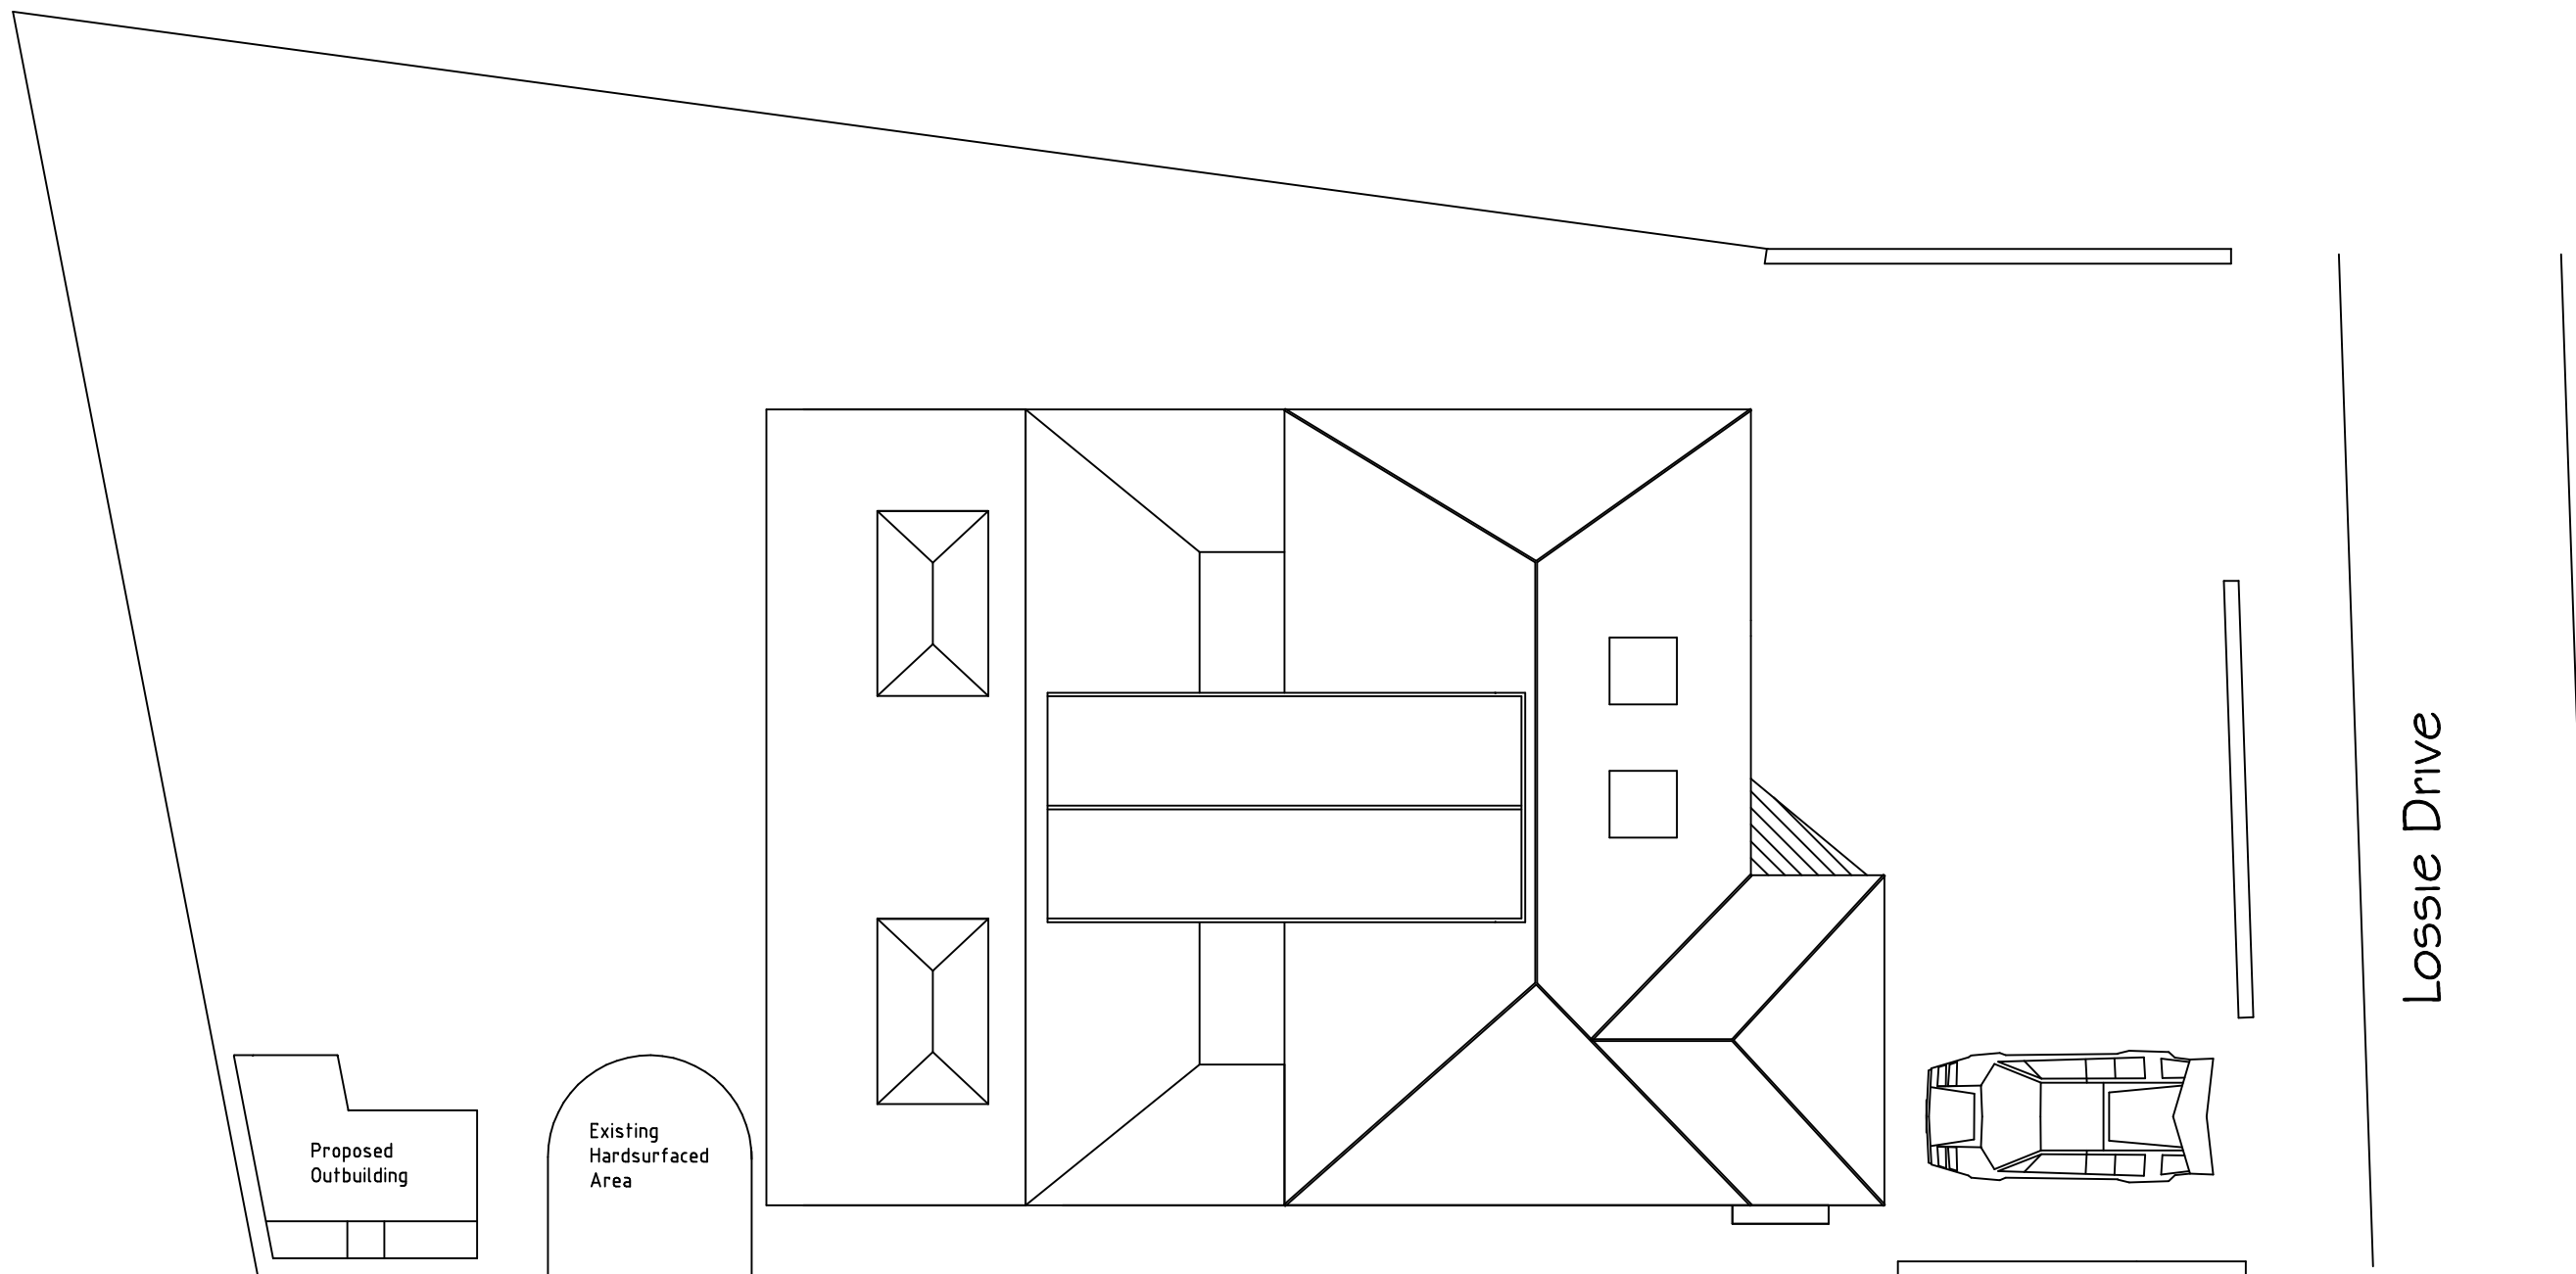 Proposed
Outbuilding
Existing
Hardsurfaced
Area
Lossie Drive